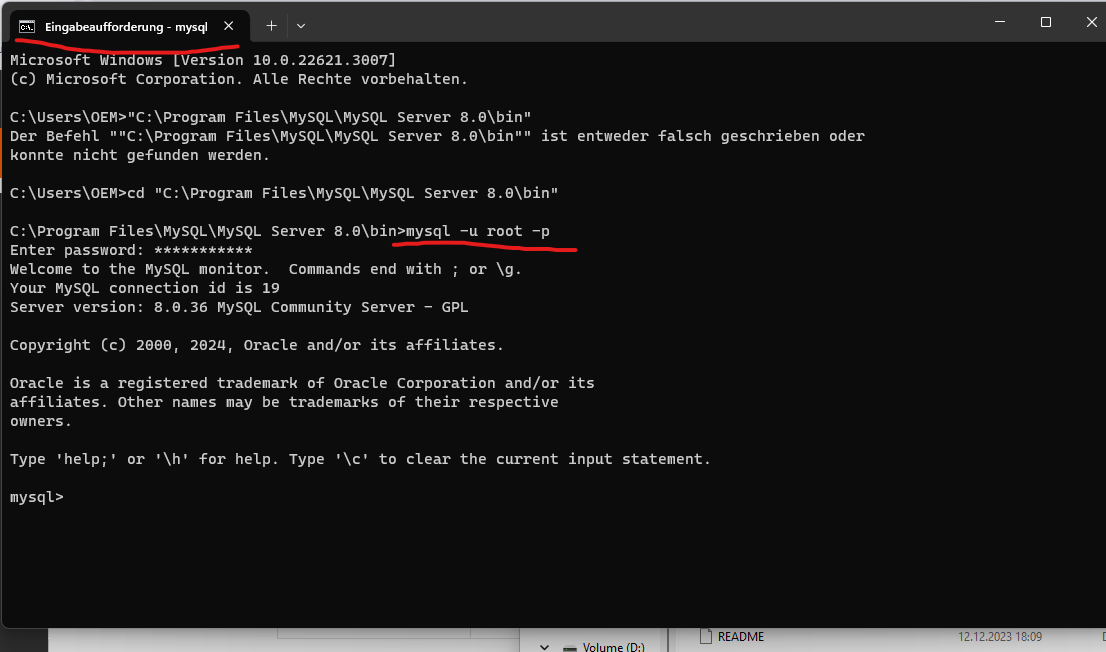 Eingabeaufforderung - mysql
Microsoft Windows [Version 10.0.22621.3007]
(c) Microsoft Corporation. Alle Rechte vorbehalten.
C:\Users\OEM>"C:\Program Files\MySQL\MySQL Server 8.0\bin"
Der Befehl ""C:\Program Files\MySQL\MySQL Server 8.0\bin"" ist entweder falsch geschrieben oder
konnte nicht gefunden werden.
C:\Users\OEM>cd "C:\Program Files\MySQL\MySQL Server 8.0\bin"
C:\Program Files\MySQL\MySQL Server 8.0\bin>mysql -u root -p
Enter password: ***********
Welcome to the MySQL monitor.  Commands end with ; or \g.
Your MySQL connection id is 19
Server version: 8.0.36 MySQL Community Server - GPL
Copyright (c) 2000, 2024, Oracle and/or its affiliates.
Oracle is a registered trademark of Oracle Corporation and/or its
affiliates. Other names may be trademarks of their respective
owners.
Type 'help;' or '\h' for help. Type '\c' to clear the current input statement.
mysql>
README 12.12.2023 18:09
Volume (D:)